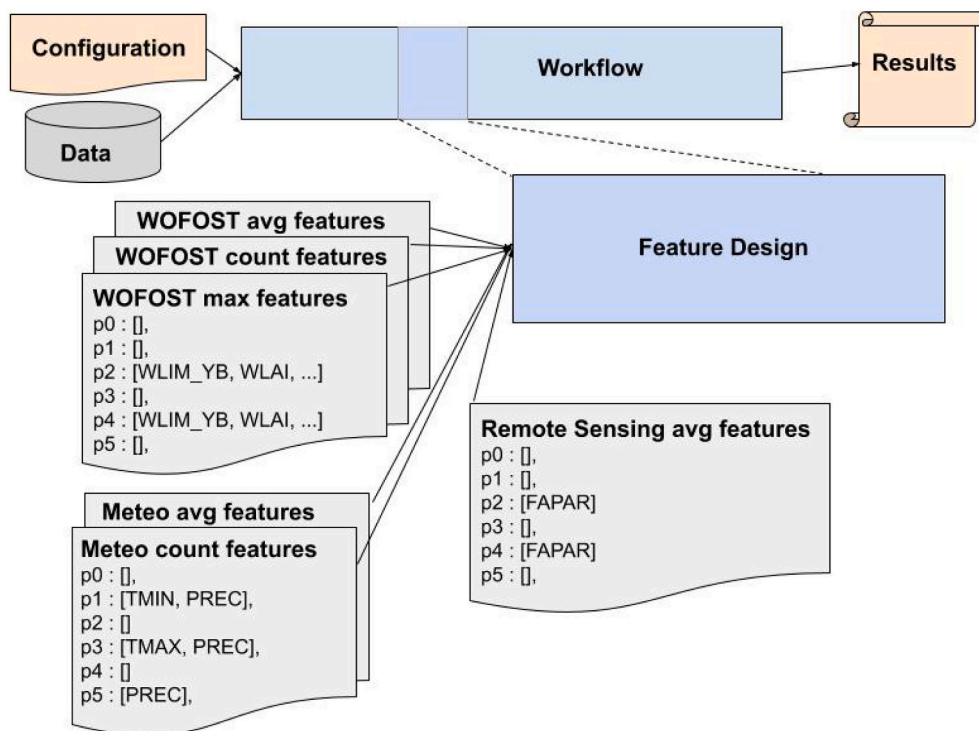 Configuration
Data
Workflow
Results
Feature Design
WOFOST avg features
WOFOST count features
WOFOST max features
p0 : [],
p1 : [],
p2 : [WLIM_YB, WLAI, ...]
p3 : [],
p4 : [WLIM_YB, WLAI, ...]
p5 : [],
Meteo avg features
Meteo count features
p0 : [],
p1 : [TMIN, PREC],
p2 : []
p3 : [TMAX, PREC],
p4 : []
p5 : [PREC],
Remote Sensing avg features
p0 : [],
p1 : [],
p2 : [FAPAR]
p3 : [],
p4 : [FAPAR]
p5 : [],